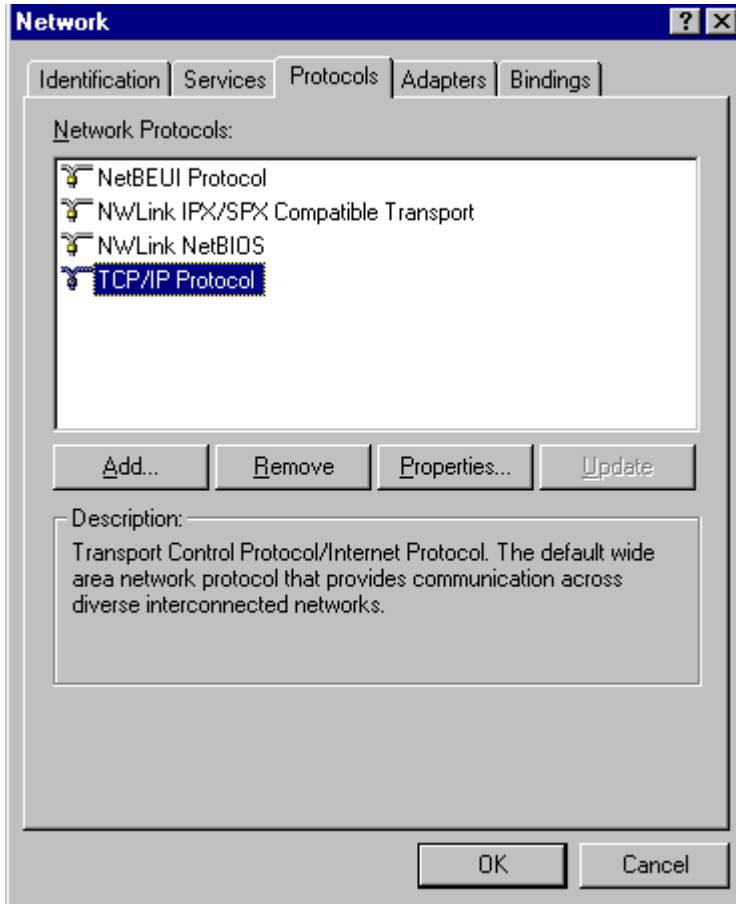 Network
Identification Services Protocols Adapters Bindings
Network Protocols:
NetBEUI Protocol
NWLink IPX/SPX Compatible Transport
NWLink NetBIOS
TCP/IP Protocol
Add... Remove Properties... Update
Description:
Transport Control Protocol/Internet Protocol. The default wide
area network protocol that provides communication across
diverse interconnected networks.
OK Cancel